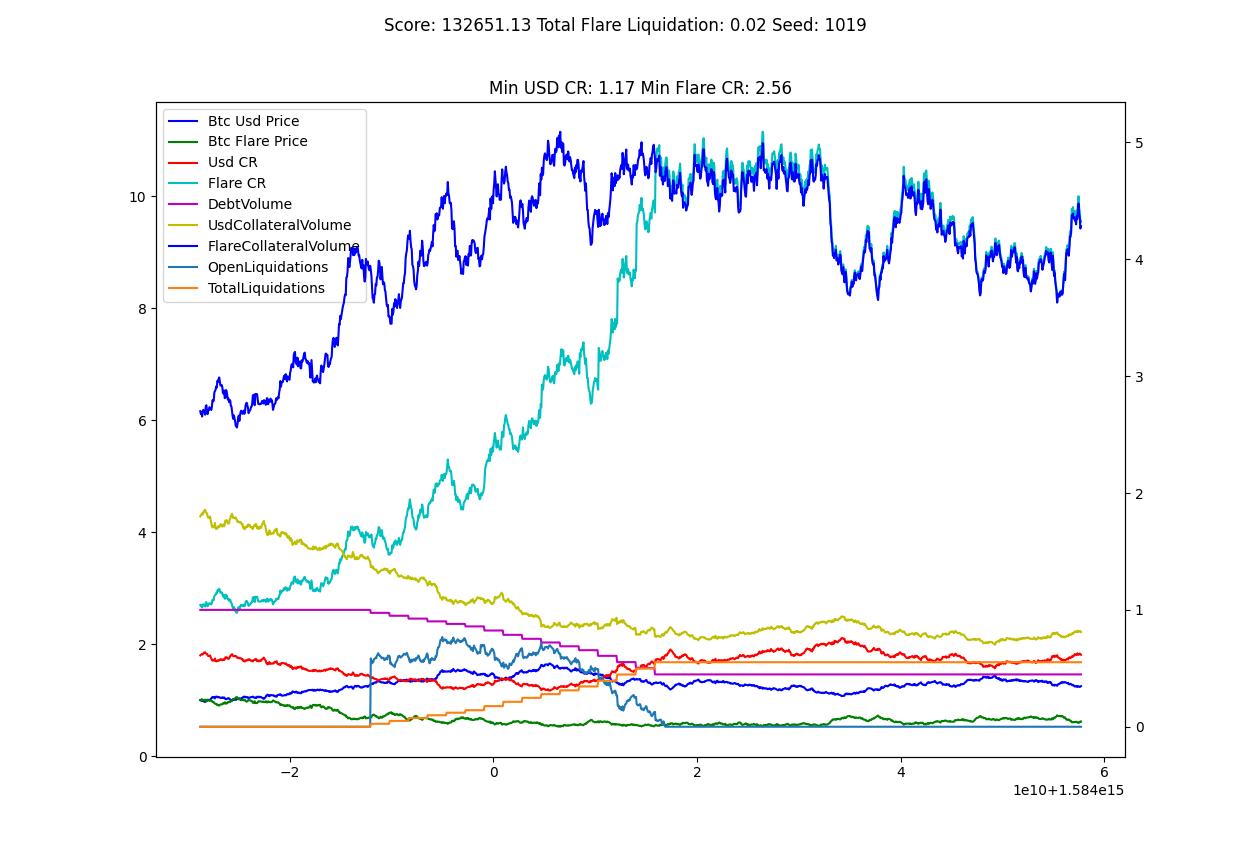 Score: 132651.13 Total Flare Liquidation: 0.02 Seed: 1019
Min USD CR: 1.17 Min Flare CR: 2.56
Btc Usd Price
Btc Flare Price
Usd CR
Flare CR
DebtVolume
UsdCollateralVolume
FlareCollateralVolume
OpenLiquidations
TotalLiquidations
10
8
6
4
2
0
5
4
3
2
1
0
−2
0
2
4
6
1e10+1.584e15